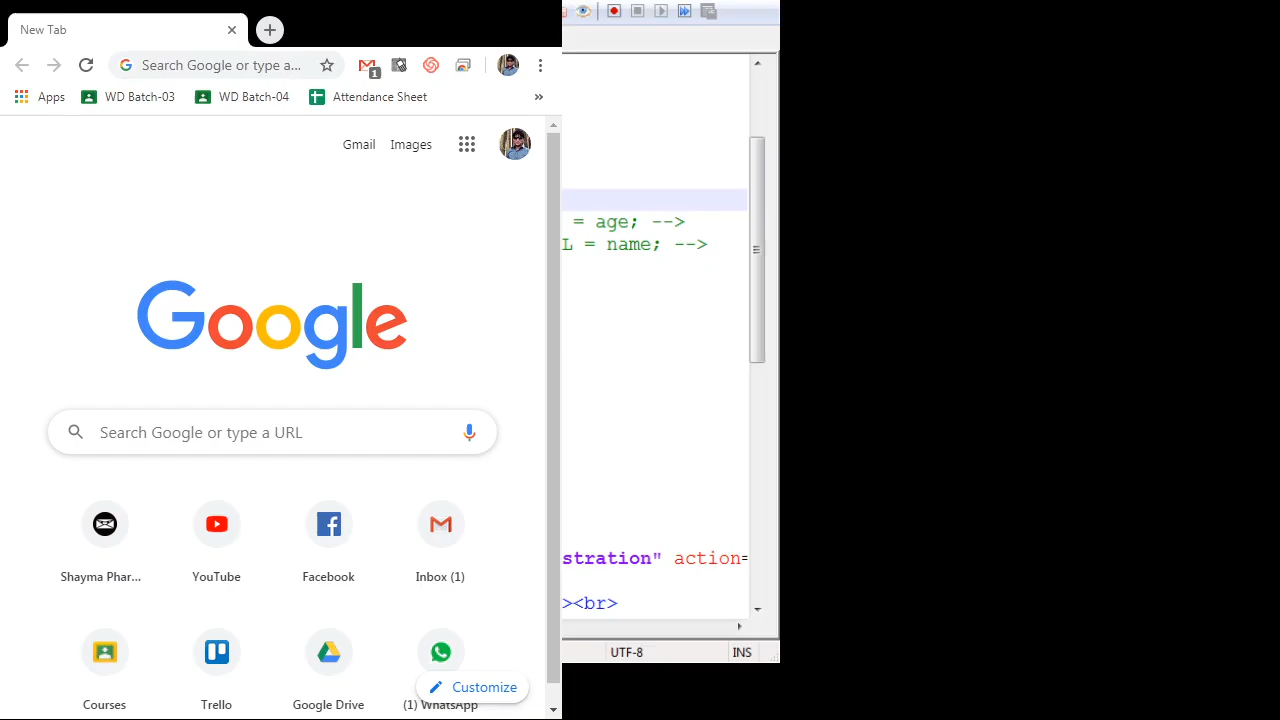 New Tab
Search Google or type a...
1
Apps
WD Batch-03
WD Batch-04
Attendance Sheet
»
Gmail
Images
Google
Search Google or type a URL
Shayma Phar...
YouTube
Facebook
Inbox (1)
Courses
Trello
Google Drive
(1) WhatsApp
Customize
= age; -->
L = name; -->
stration" action=
><br>
UTF-8
INS